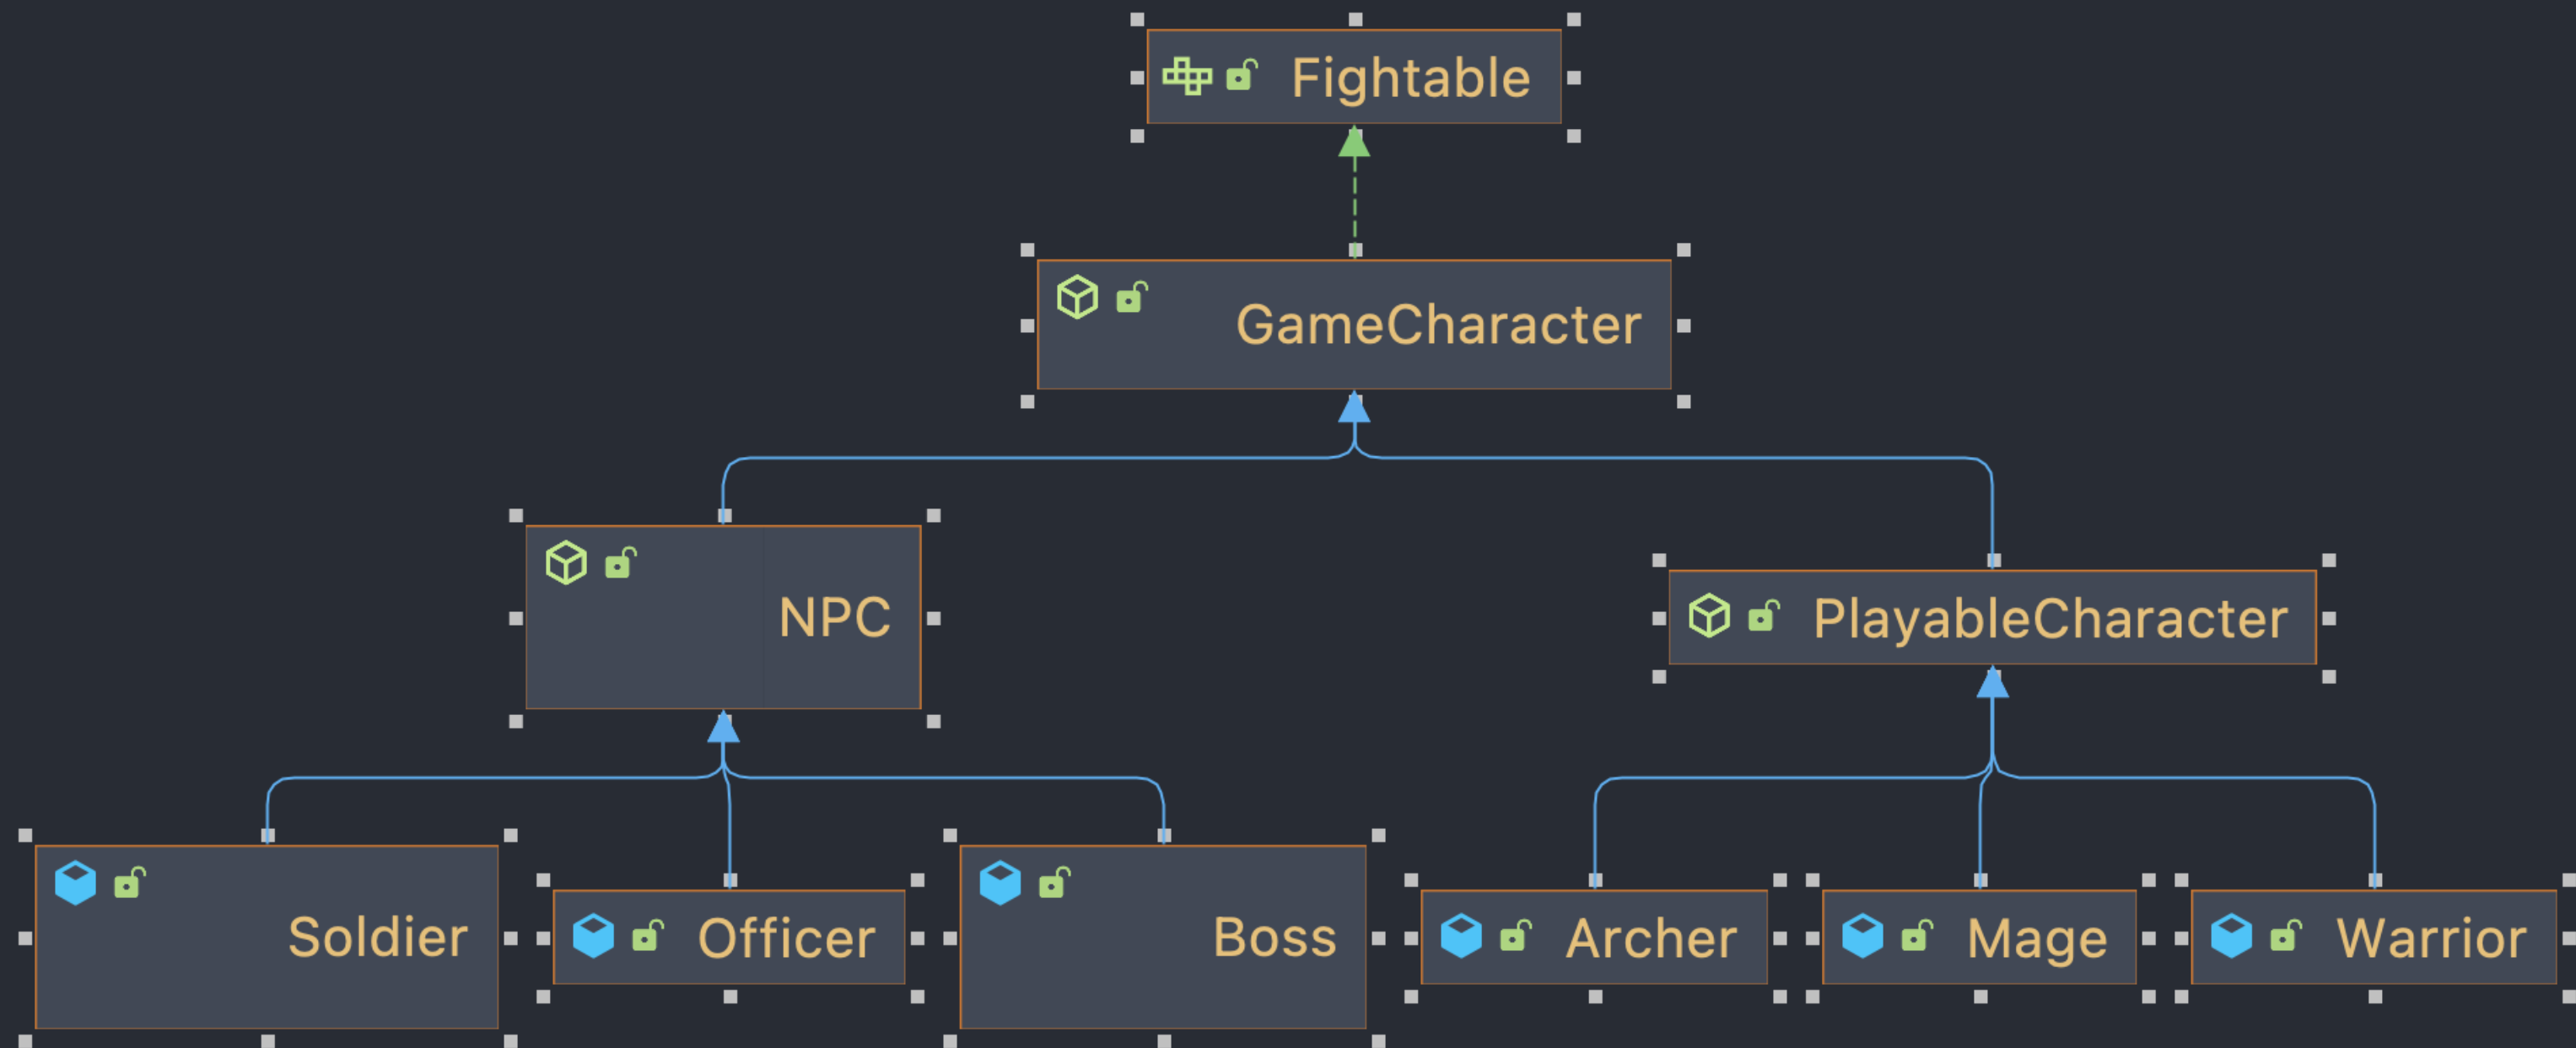 Fightable
GameCharacter
NPC
PlayableCharacter
Soldier
Officer
Boss
Archer
Mage
Warrior